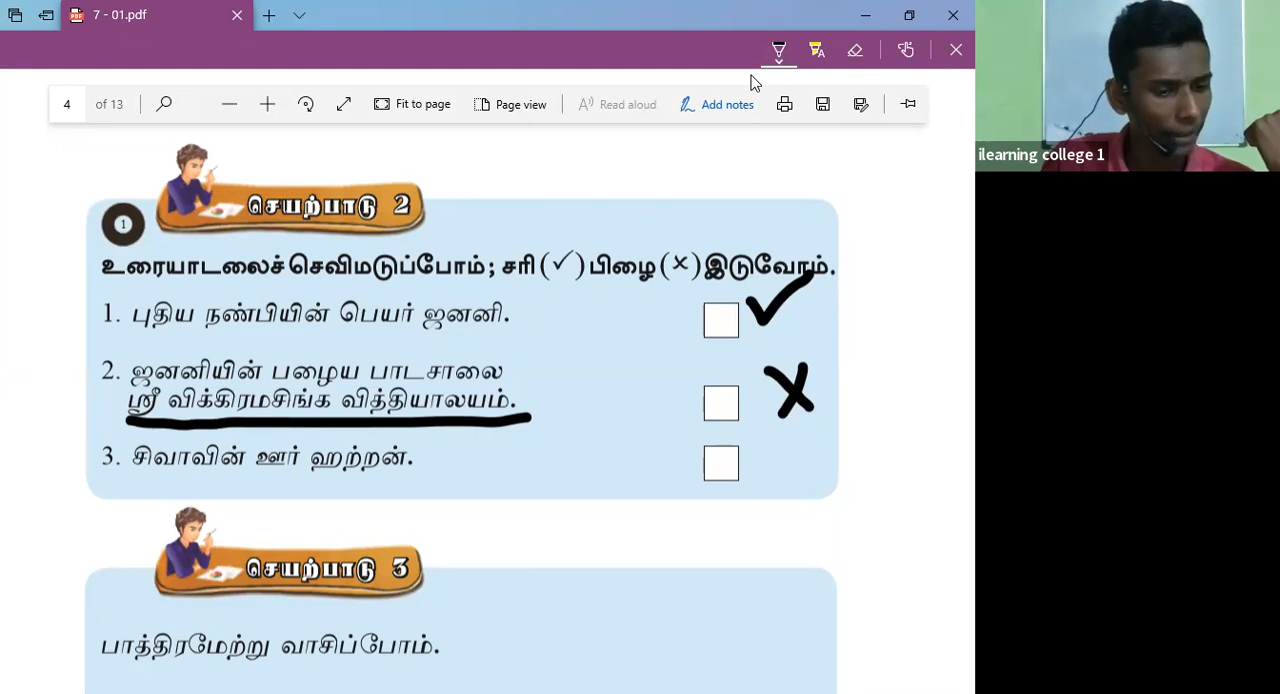 7 - 01.pdf
4 of 13 Fit to page Page view Read aloud Add notes
ilearning college 1
செயற்பாடு 2
1
உரையாடலைச் செவிமடுப்போம்; சரி (✓) பிழை (×) இடுவோம்.
1. புதிய நண்பியின் பெயர் ஜனனி. ✓
2. ஜனனியின் பழைய பாடசாலை
ஸ்ரீ விக்கிரமசிங்க வித்தியாலயம். X
3. சிவாவின் ஊர் ஹற்றன்.
செயற்பாடு 3
பாத்திரமேற்று வாசிப்போம்.